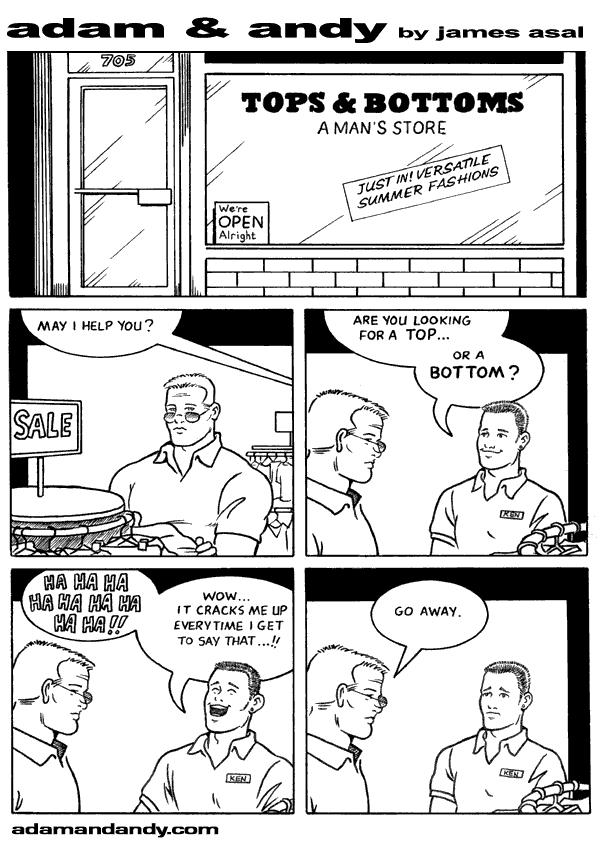 adam & andy by james asal
705
TOPS & BOTTOMS
A MAN'S STORE
JUST IN! VERSATILE
SUMMER FASHIONS
We're
OPEN
Alright
MAY I HELP YOU?
SALE
ARE YOU LOOKING
FOR A TOP...
OR A
BOTTOM?
KEN
HA HA HA
HA HA HA HA
HA HA!!
WOW...
IT CRACKS ME UP
EVERYTIME I GET
TO SAY THAT...!!
KEN
GO AWAY.
KEN
adamandandy.com